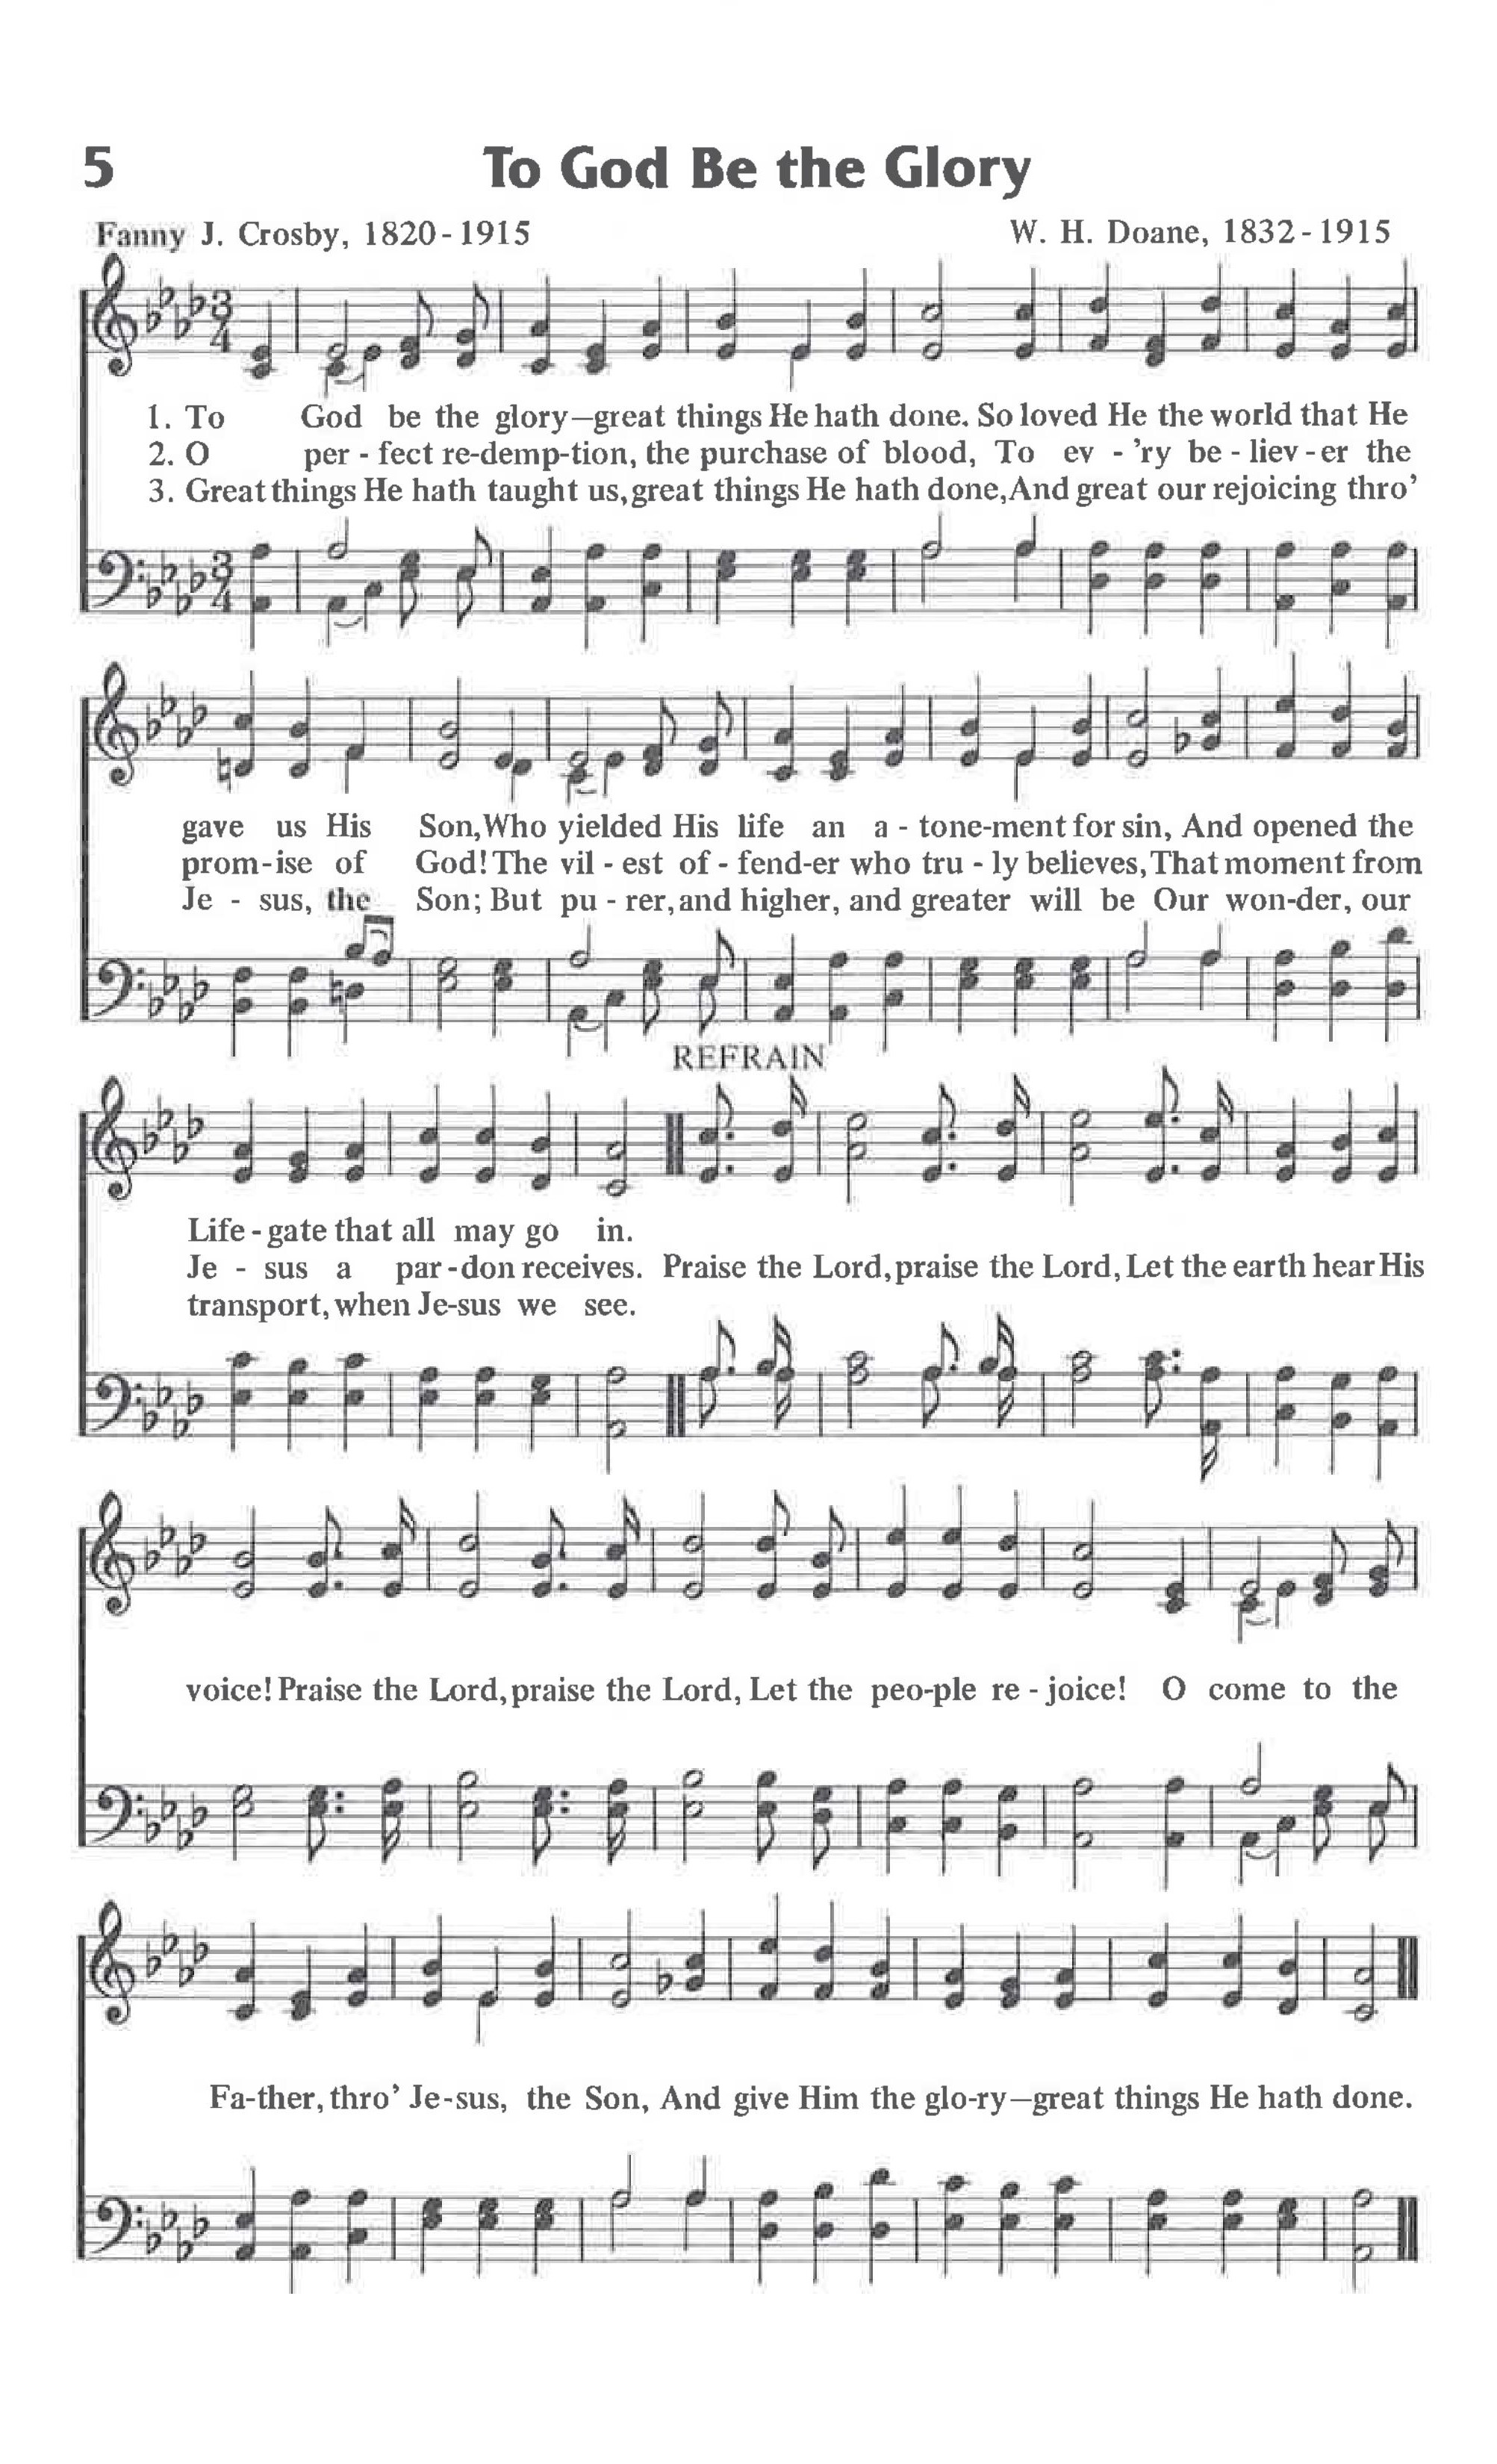 5 To God Be the Glory
Fanny J. Crosby, 1820-1915 W. H. Doane, 1832-1915
1. To God be the glory—great things He hath done. So loved He the world that He
2. O per - fect re-demp-tion, the purchase of blood, To ev - 'ry be - liev - er the
3. Great things He hath taught us, great things He hath done, And great our rejoicing thro'
gave us His Son, Who yielded His life an a - tone-ment for sin, And opened the
prom-ise of God! The vil - est of - fend-er who tru - ly believes, That moment from
Je - sus, the Son; But pu - rer, and higher, and greater will be Our won-der, our
REFRAIN
Life - gate that all may go in.
Je - sus a par - don receives. Praise the Lord, praise the Lord, Let the earth hear His
transport, when Je-sus we see.
voice! Praise the Lord, praise the Lord, Let the peo-ple re - joice! O come to the
Fa-ther, thro' Je-sus, the Son, And give Him the glo-ry—great things He hath done.